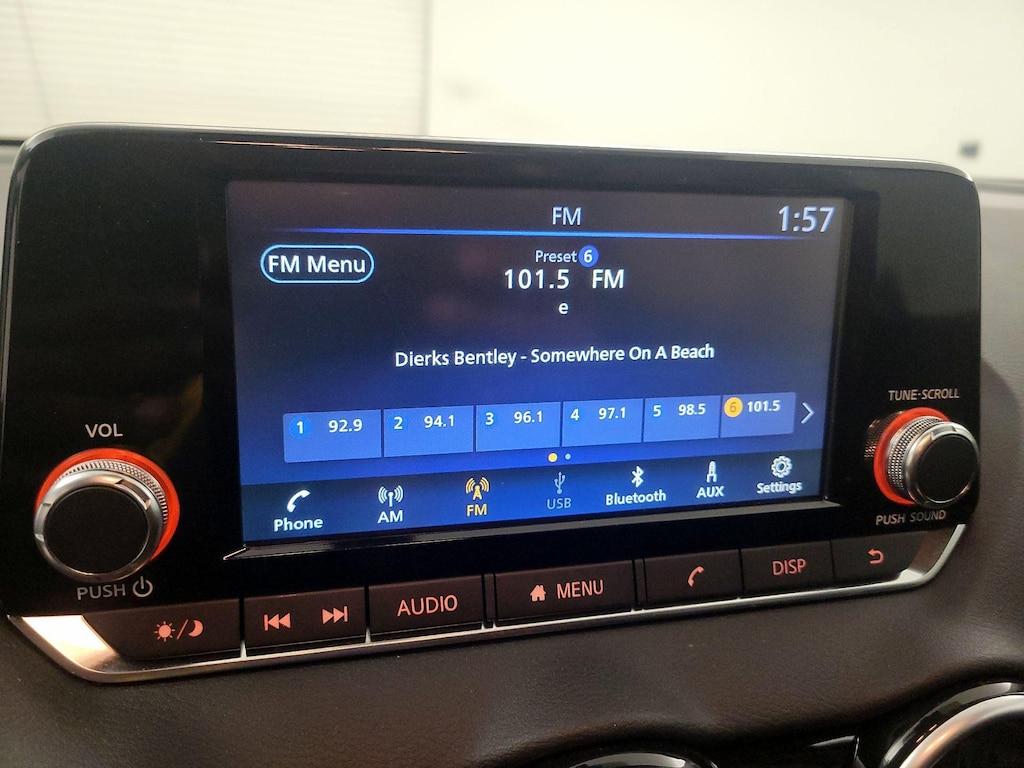 FM
1:57
FM Menu
Preset 6
101.5 FM
e
Dierks Bentley - Somewhere On A Beach
1 92.9 2 94.1 3 96.1 4 97.1 5 98.5 6 101.5
Phone AM FM USB Bluetooth AUX Settings
VOL
PUSH
TUNE·SCROLL
PUSH SOUND
AUDIO MENU DISP